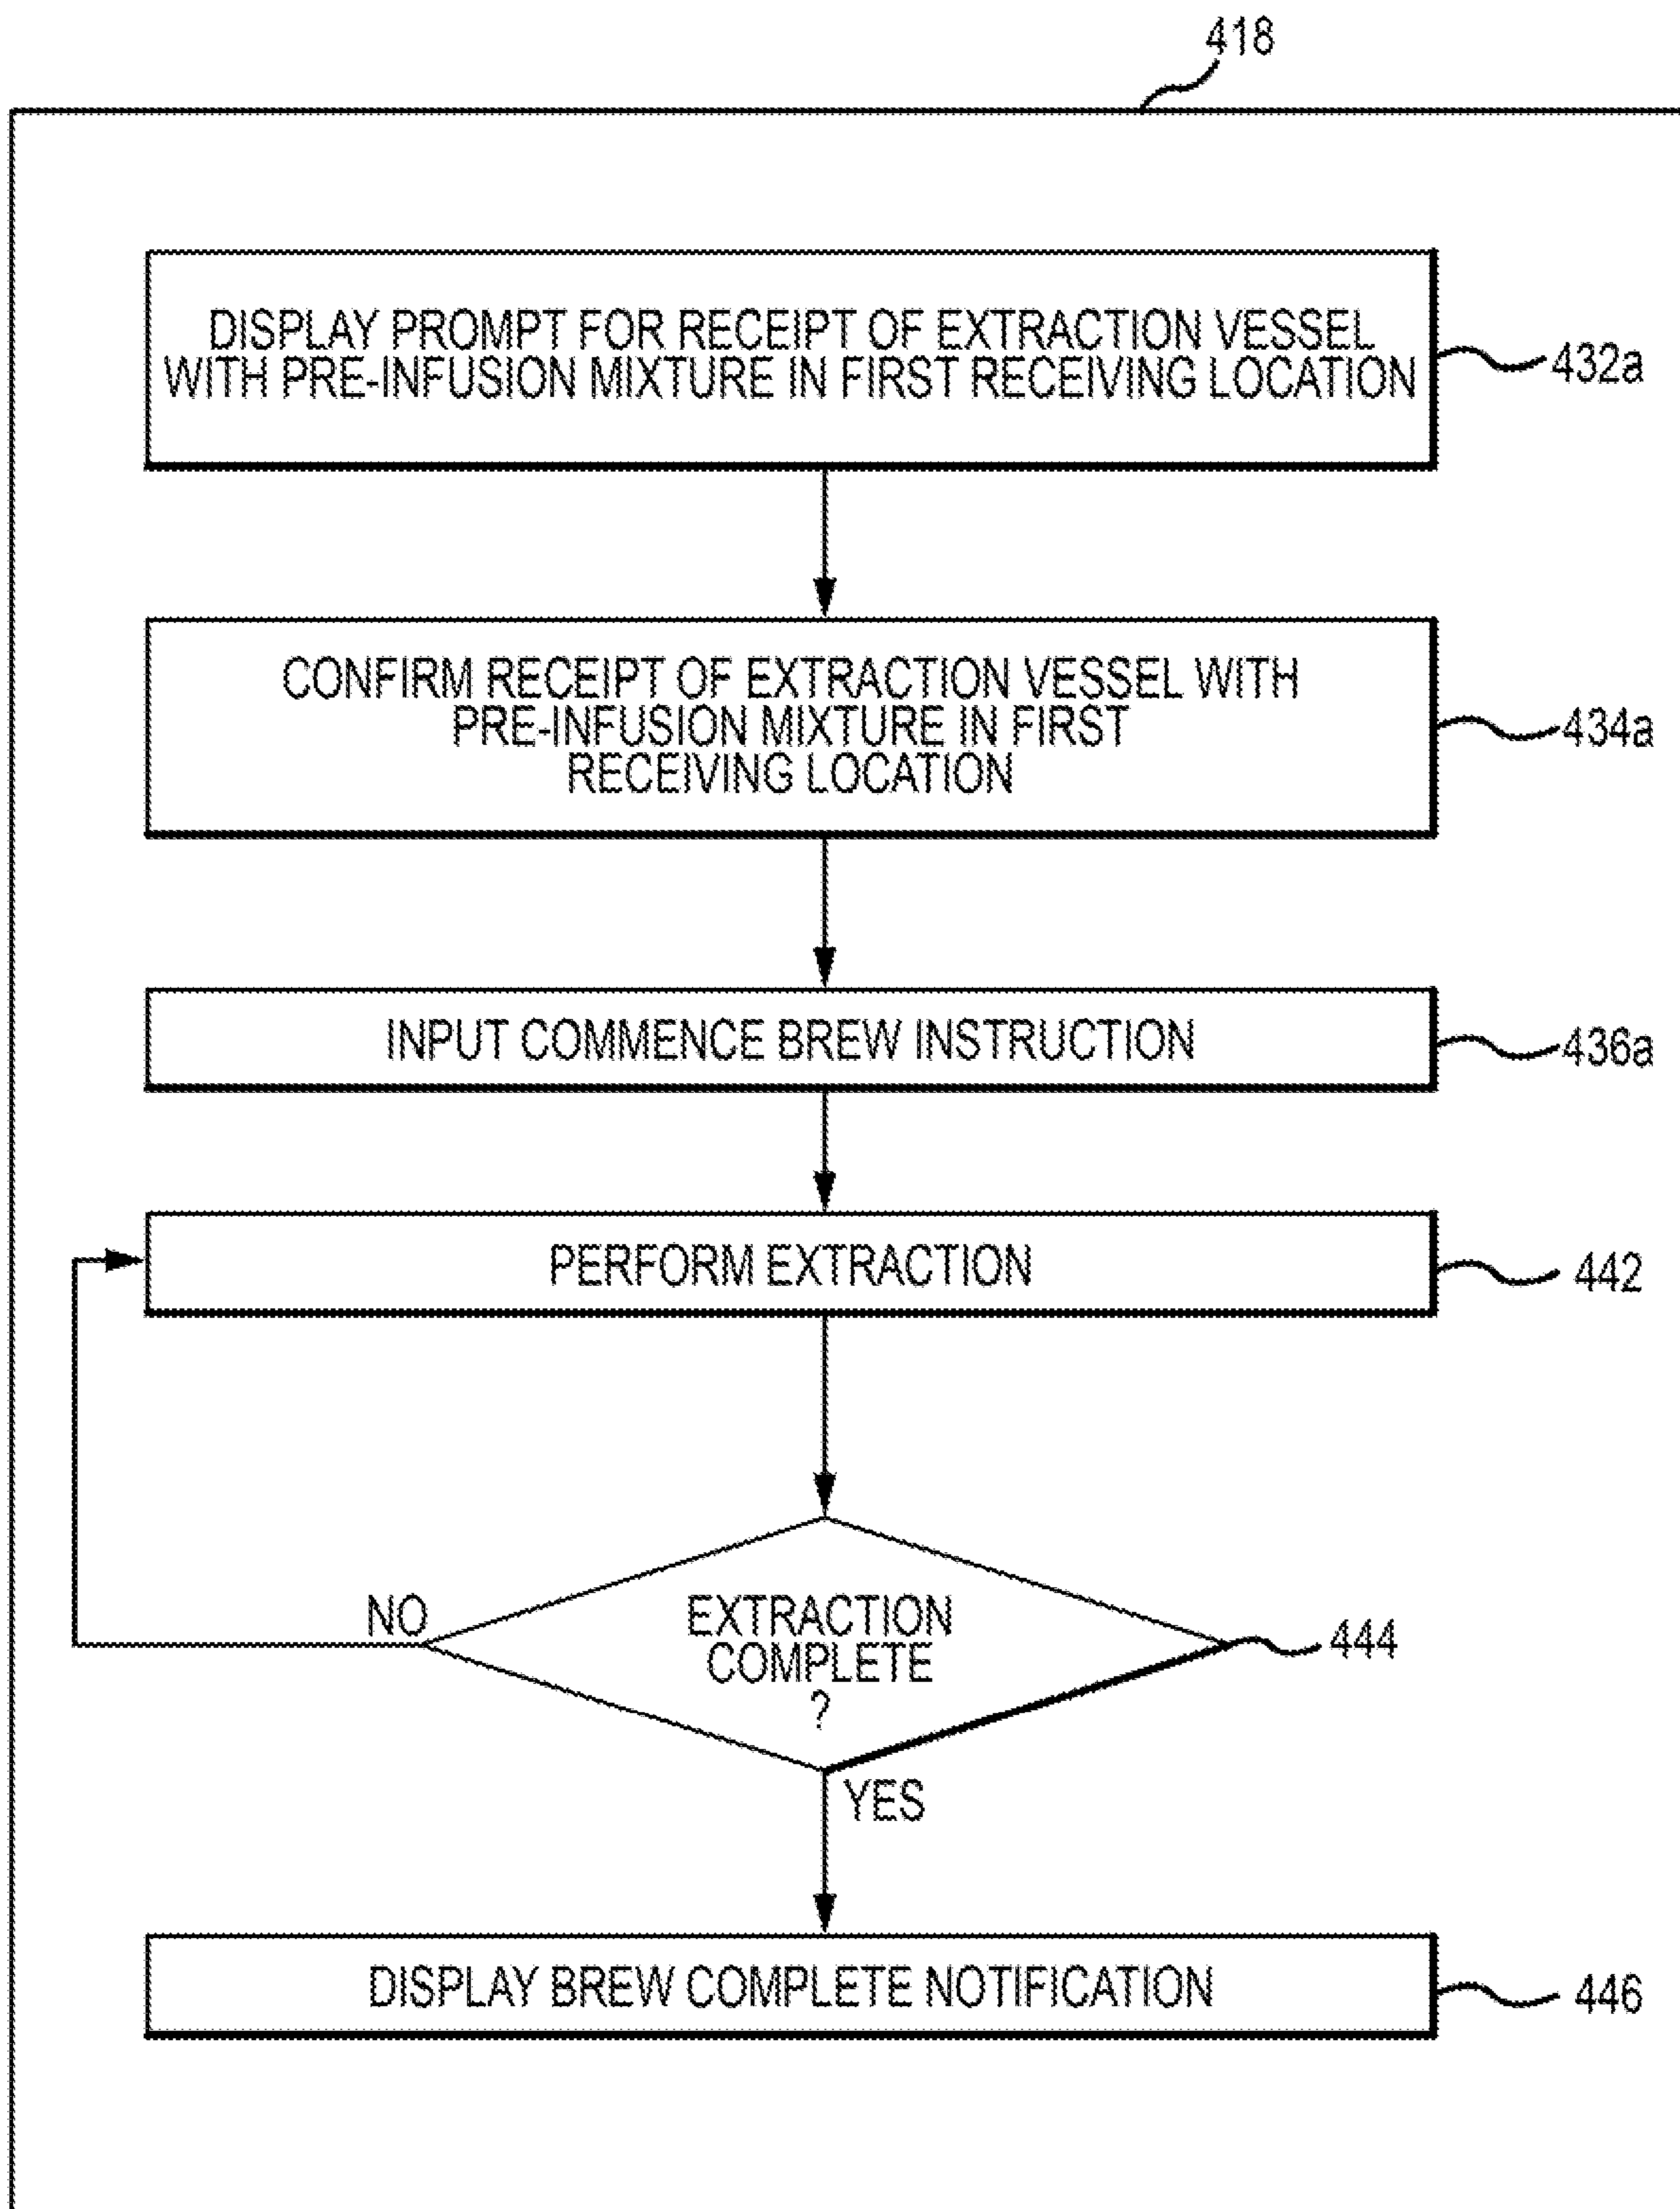 418
DISPLAY PROMPT FOR RECEIPT OF EXTRACTION VESSEL
WITH PRE-INFUSION MIXTURE IN FIRST RECEIVING LOCATION
432a
CONFIRM RECEIPT OF EXTRACTION VESSEL WITH
PRE-INFUSION MIXTURE IN FIRST
RECEIVING LOCATION
434a
INPUT COMMENCE BREW INSTRUCTION
436a
PERFORM EXTRACTION
442
NO
EXTRACTION
COMPLETE
?
444
YES
DISPLAY BREW COMPLETE NOTIFICATION
446